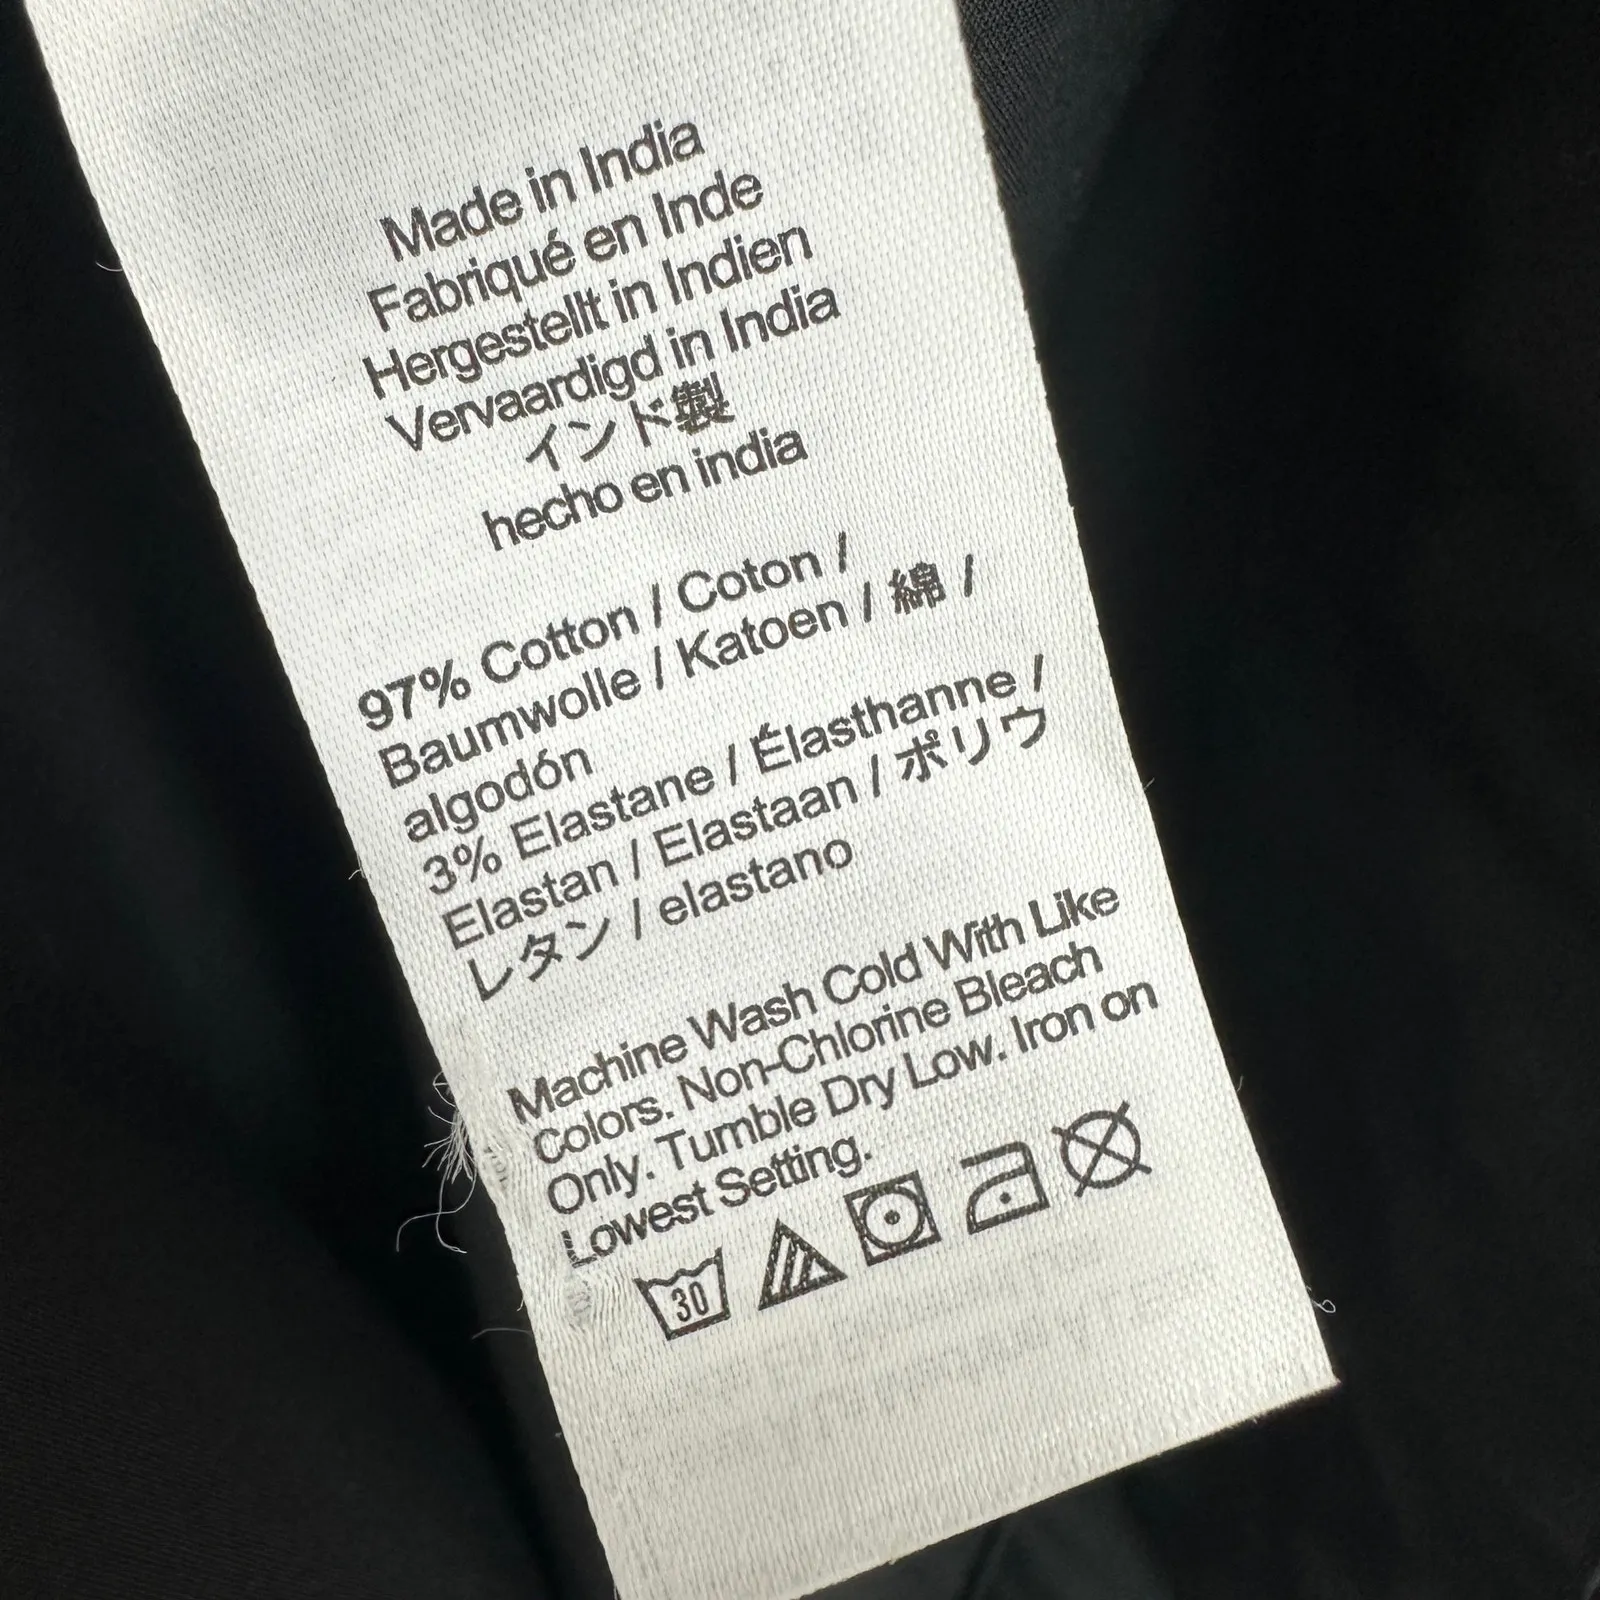 Made in India
Fabriqué en Inde
Hergestellt in Indien
Vervaardigd in India
インド製
hecho en india
97% Cotton / Coton /
Baumwolle / Katoen / 綿 /
algodón
3% Elastane / Élasthanne /
Elastan / Elastaan / ポリウ
レタン / elastano
Machine Wash Cold With Like
Colors. Non-Chlorine Bleach
Only. Tumble Dry Low. Iron on
Lowest Setting.
30